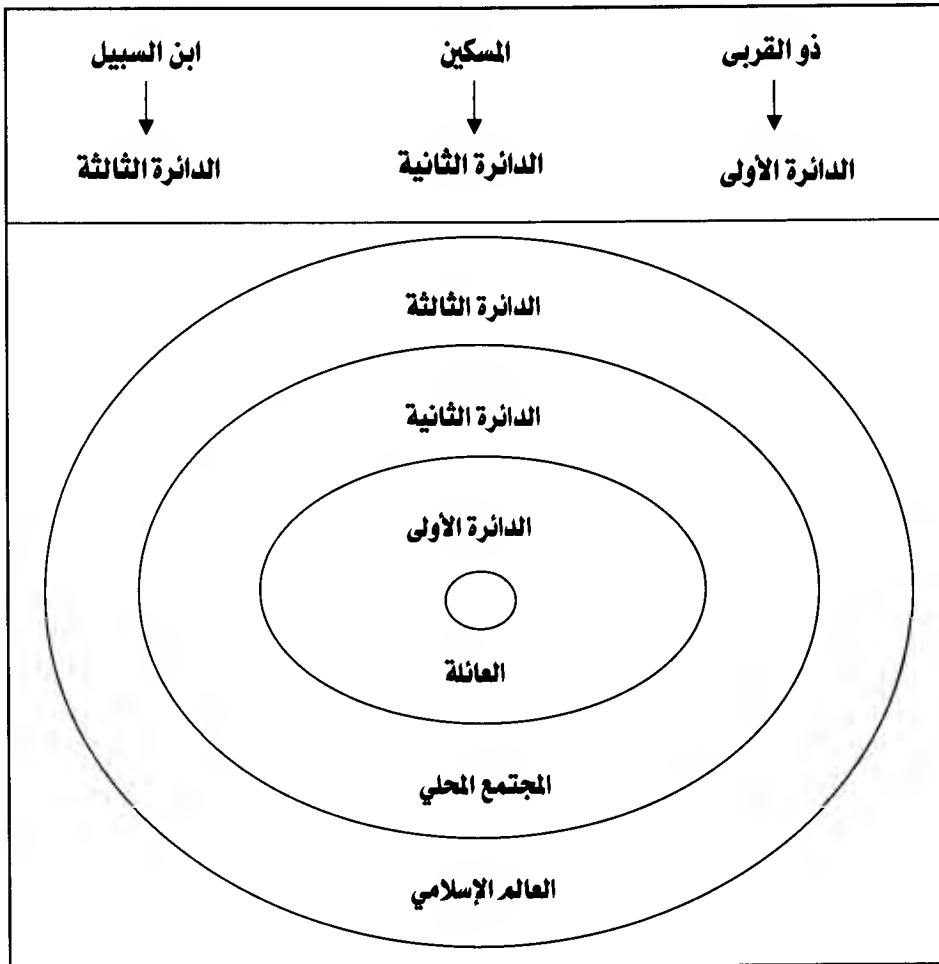 ذو القربى المسكين ابن السبيل
الدائرة الأولى الدائرة الثانية الدائرة الثالثة
الدائرة الثالثة
الدائرة الثانية
الدائرة الأولى
العائلة
المجتمع المحلي
العالم الإسلامي